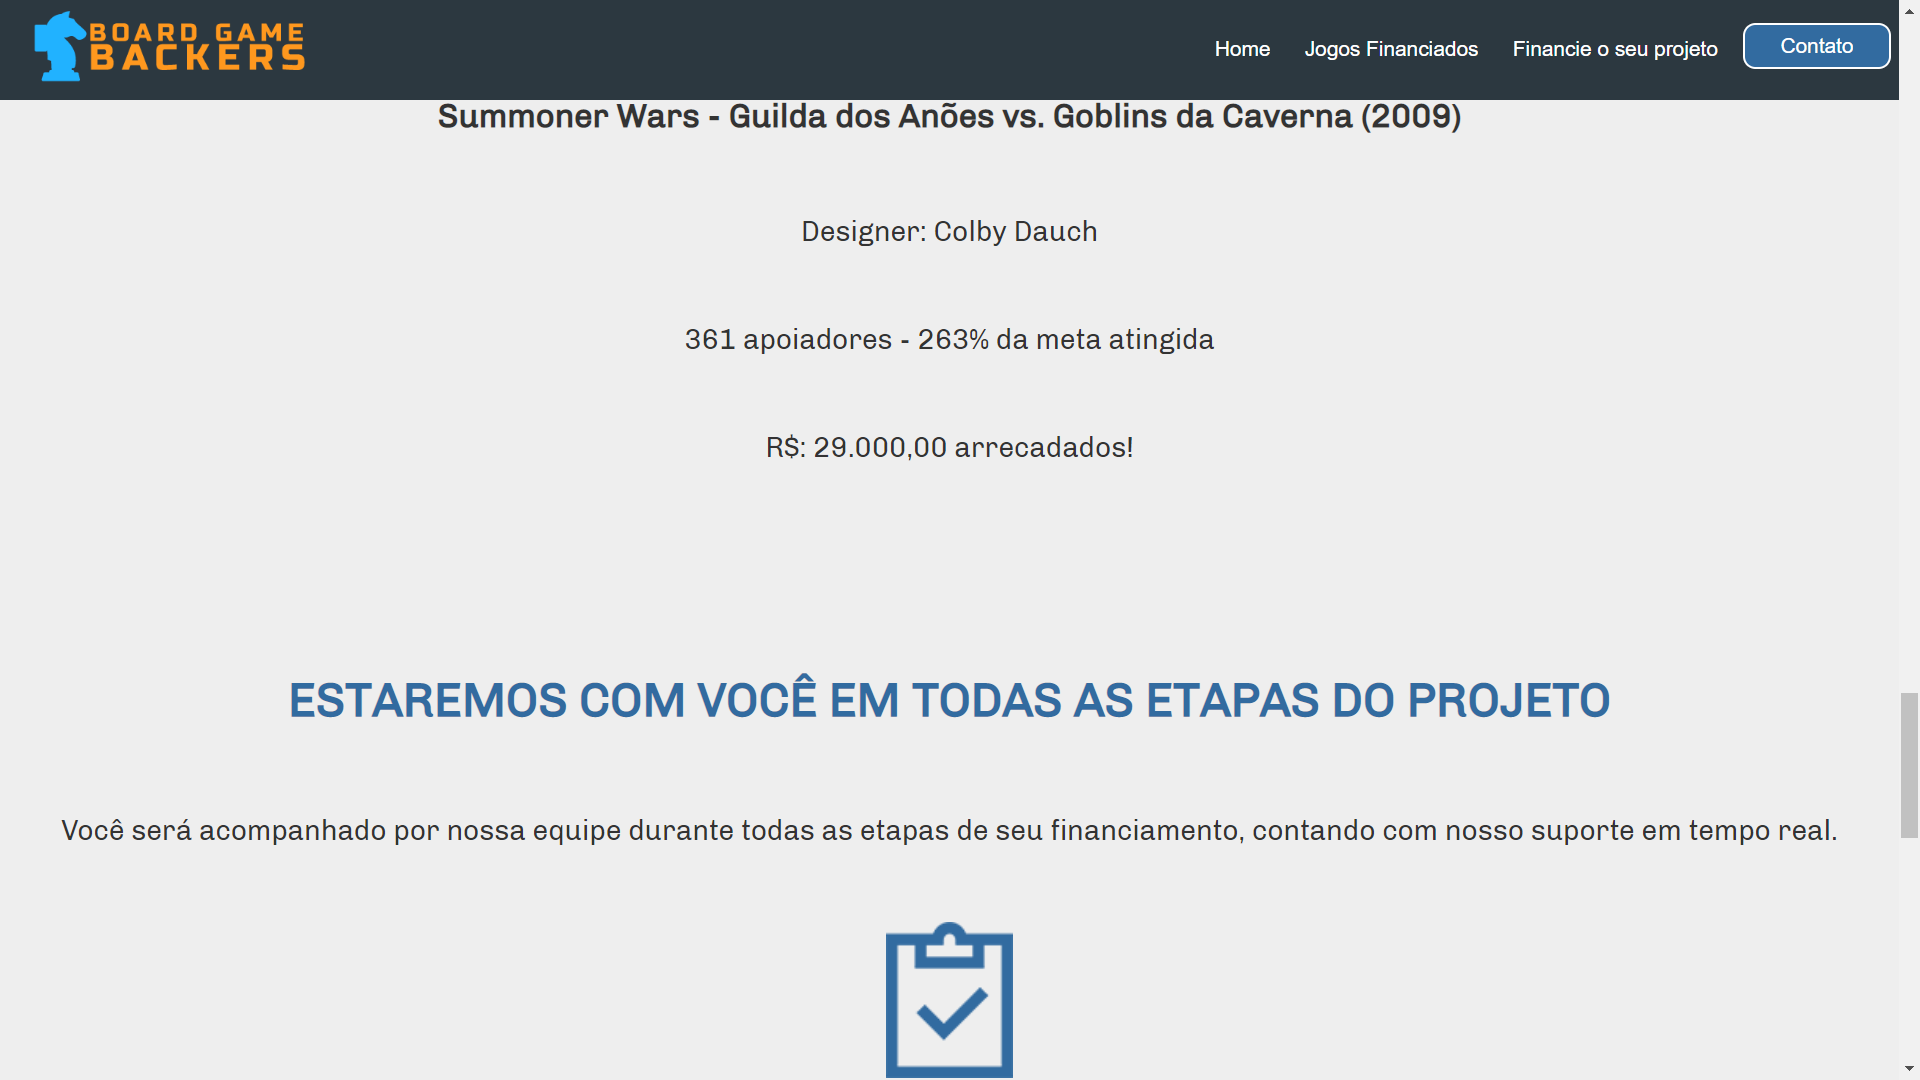 BOARD GAME
BACKERS
Home
Jogos Financiados
Financie o seu projeto
Contato
Summoner Wars - Guilda dos Anões vs. Goblins da Caverna (2009)
Designer: Colby Dauch
361 apoiadores - 263% da meta atingida
R$: 29.000,00 arrecadados!
ESTAREMOS COM VOCÊ EM TODAS AS ETAPAS DO PROJETO
Você será acompanhado por nossa equipe durante todas as etapas de seu financiamento, contando com nosso suporte em tempo real.